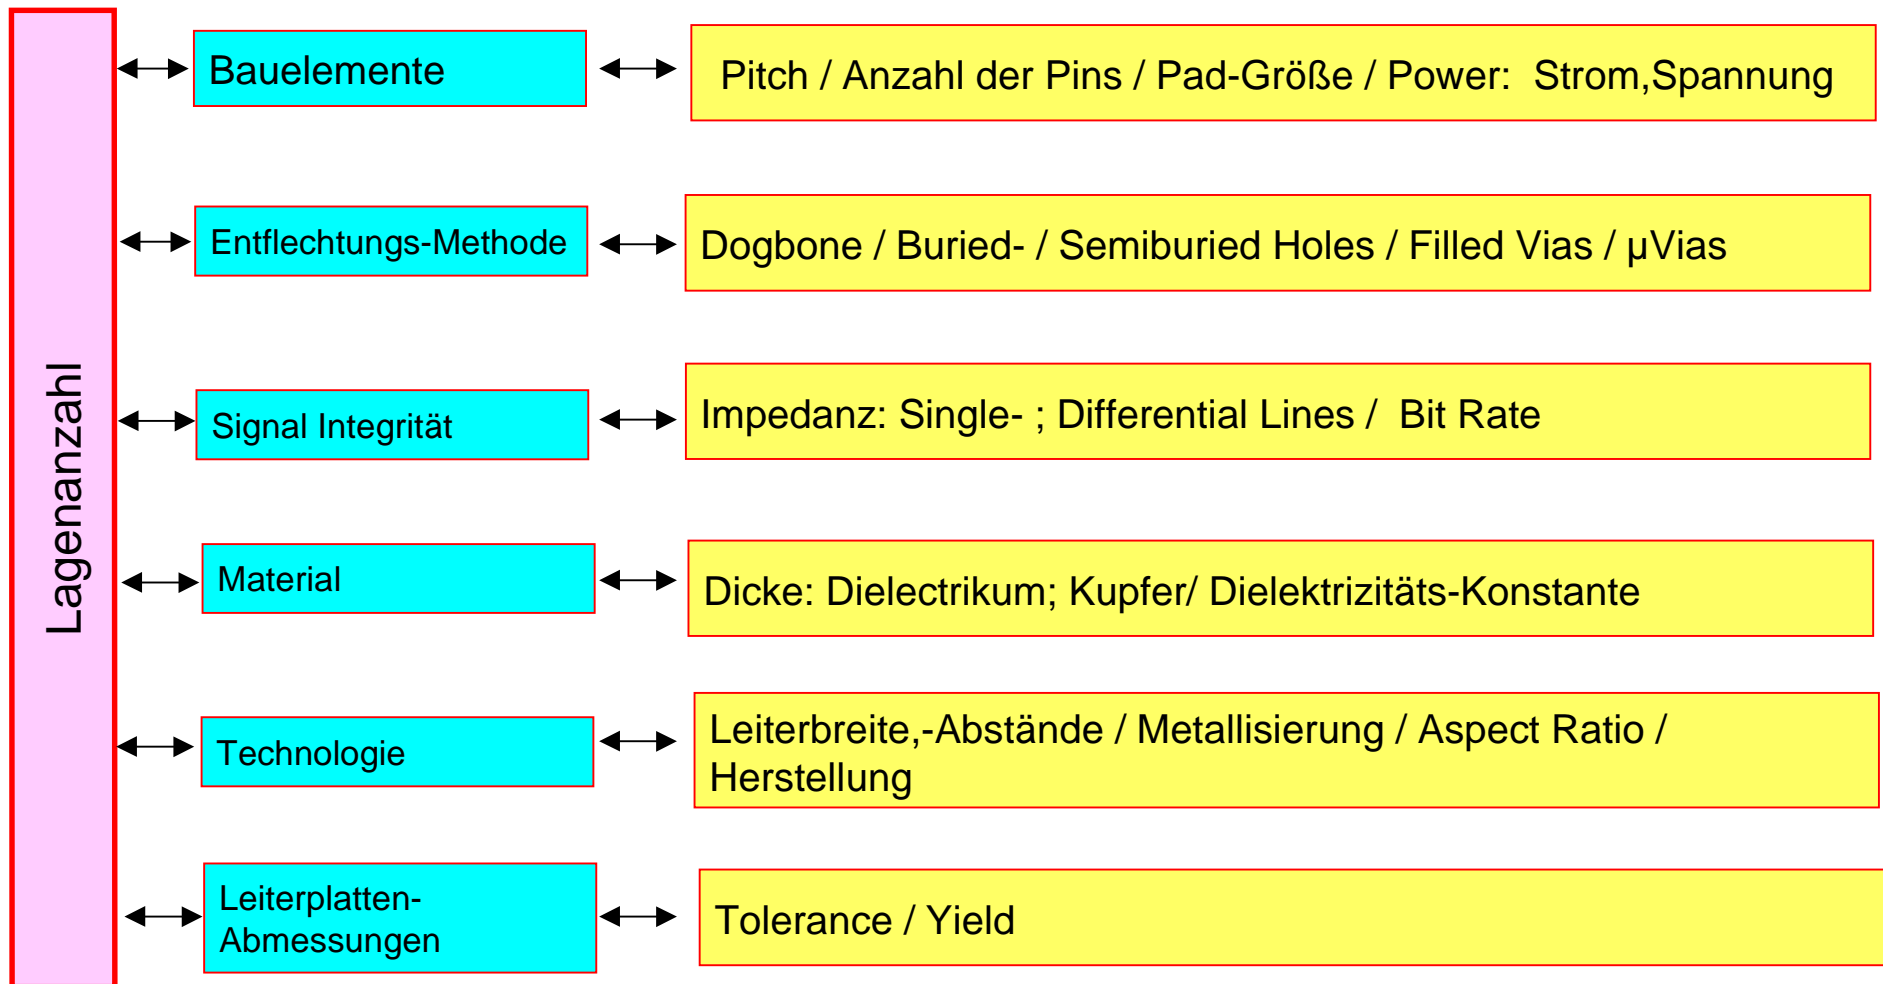 Lagenanzahl
Bauelemente
Pitch / Anzahl der Pins / Pad-Größe / Power: Strom,Spannung
Entflechtungs-Methode
Dogbone / Buried- / Semiburied Holes / Filled Vias / µVias
Signal Integrität
Impedanz: Single- ; Differential Lines / Bit Rate
Material
Dicke: Dielectrikum; Kupfer/ Dielektrizitäts-Konstante
Technologie
Leiterbreite,-Abstände / Metallisierung / Aspect Ratio /
Herstellung
Leiterplatten-
Abmessungen
Tolerance / Yield